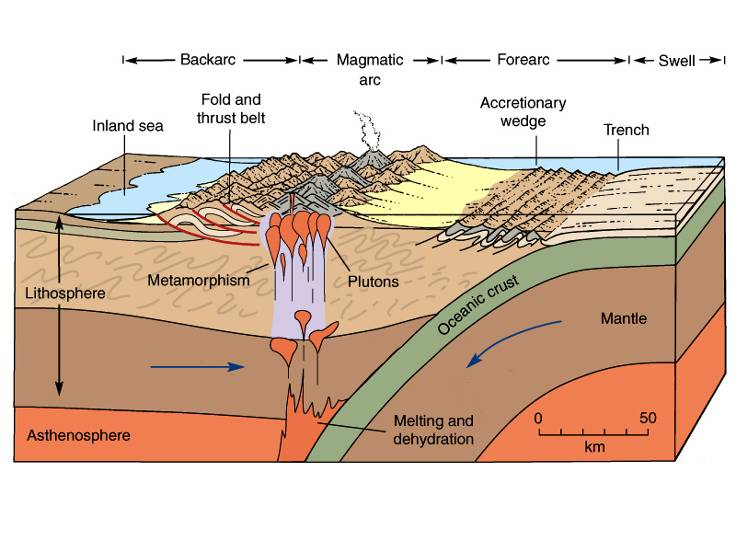 Backarc
Magmatic
arc
Forearc
Swell
Fold and
thrust belt
Inland sea
Accretionary
wedge
Trench
Metamorphism
Plutons
Lithosphere
Oceanic crust
Mantle
Asthenosphere
Melting and
dehydration
0 50
km